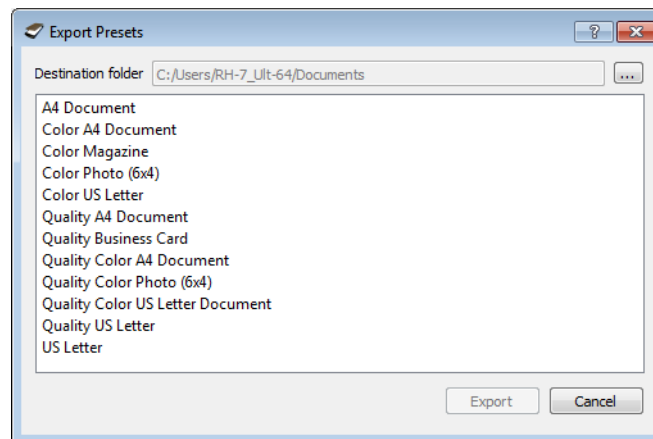 Export Presets
?
Destination folder C:/Users/RH-7_Ult-64/Documents ...
A4 Document
Color A4 Document
Color Magazine
Color Photo (6x4)
Color US Letter
Quality A4 Document
Quality Business Card
Quality Color A4 Document
Quality Color Photo (6x4)
Quality Color US Letter Document
Quality US Letter
US Letter
Export Cancel